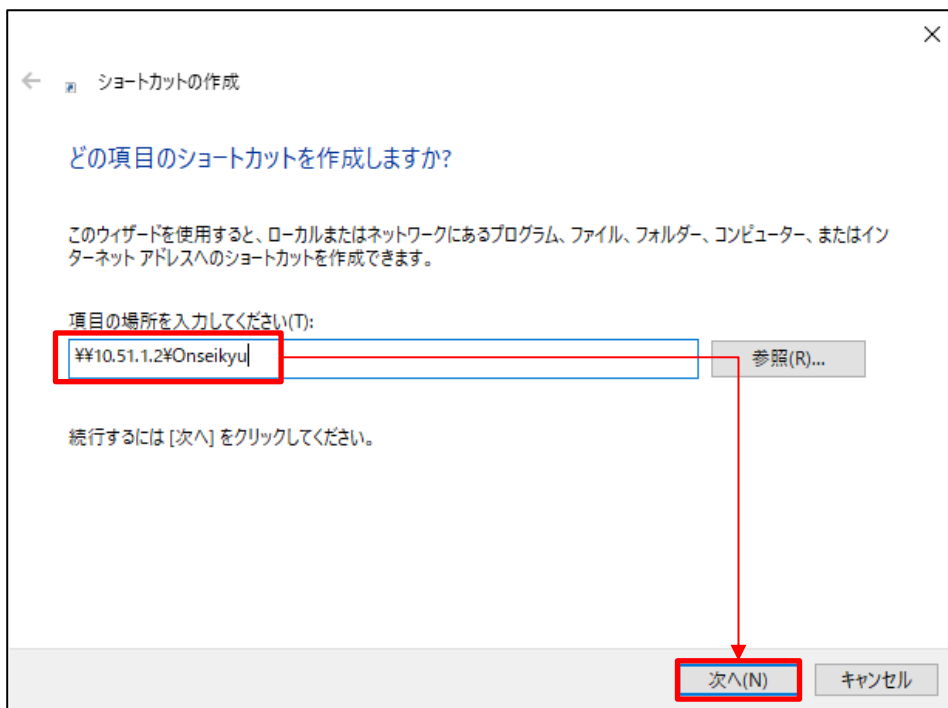 ショートカットの作成
どの項目のショートカットを作成しますか?
このウィザードを使用すると、ローカルまたはネットワークにあるプログラム、ファイル、フォルダー、コンピューター、またはイン
ターネット アドレスへのショートカットを作成できます。
項目の場所を入力してください(T):
¥¥10.51.1.2¥Onseikyu
参照(R)...
続行するには [次へ] をクリックしてください。
次へ(N)
キャンセル